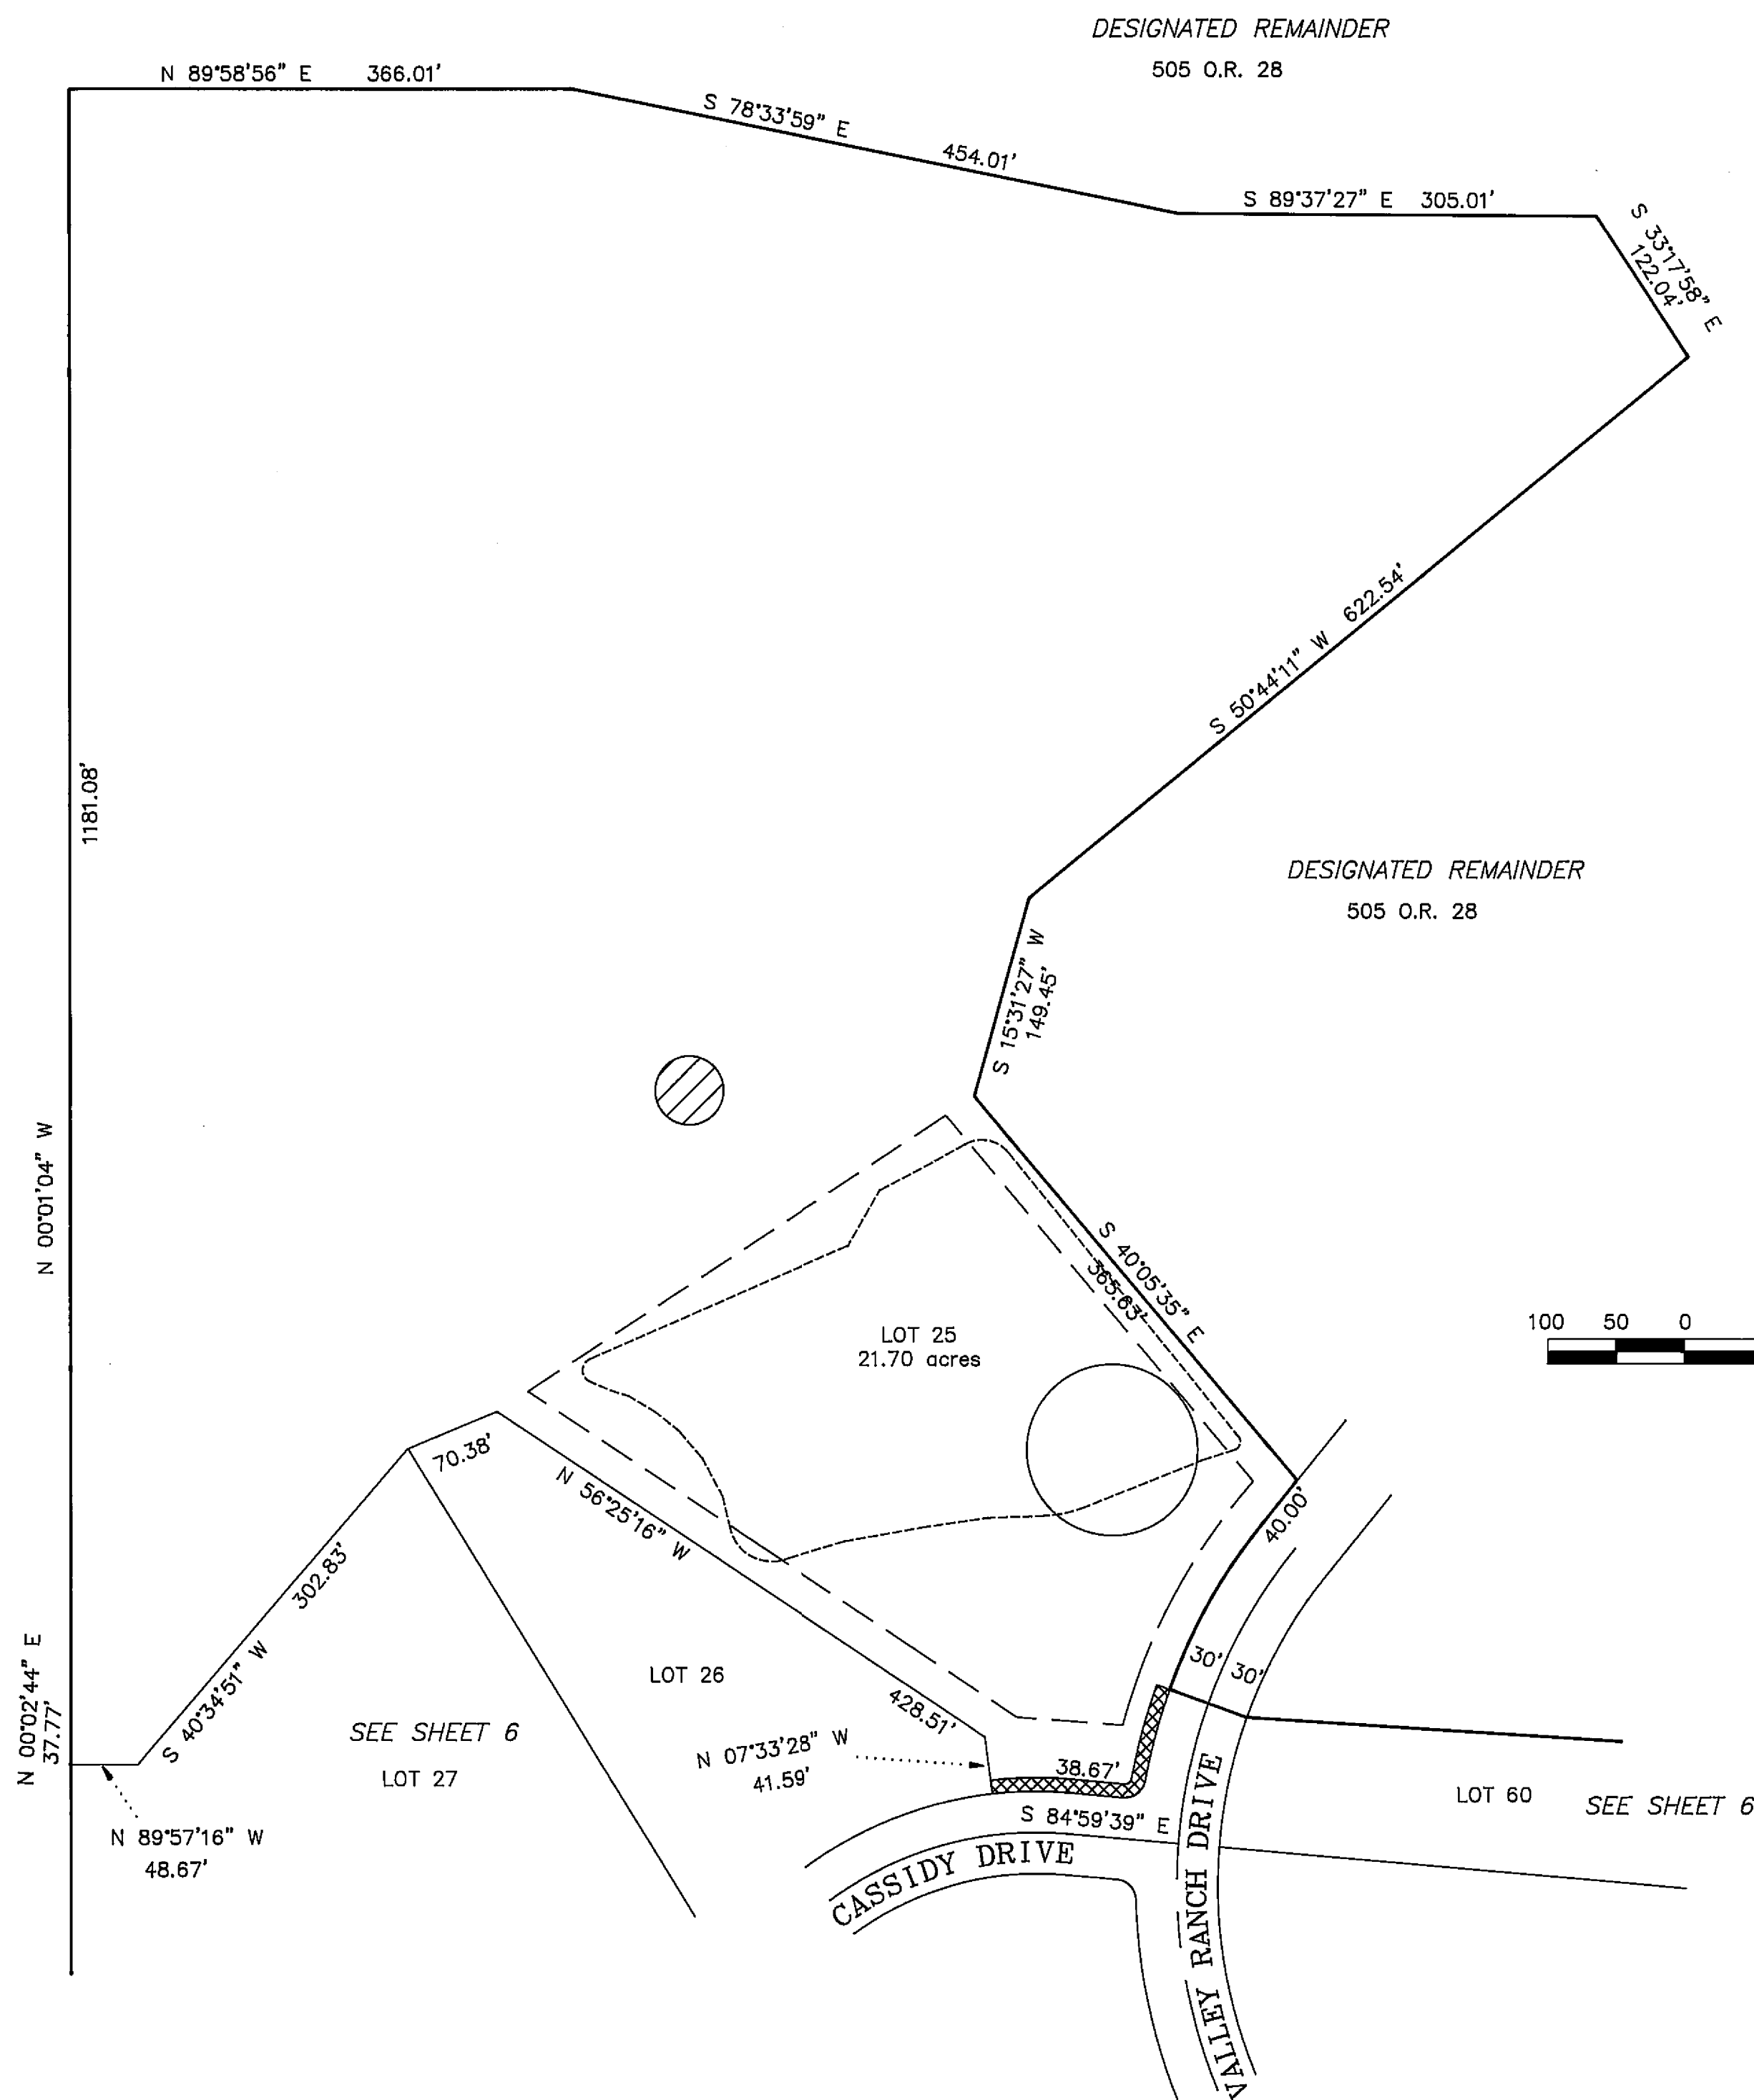 DESIGNATED REMAINDER
505 O.R. 28
N 89°58'56" E 366.01'
S 78°33'59" E 454.01'
S 89°37'27" E 305.01'
S 33°17'58" E
122.04'
S 50°44'11" W 622.54'
1181.08'
DESIGNATED REMAINDER
505 O.R. 28
S 15°31'27" W
149.45'
N 00°01'04" W
S 40°05'35" E
365.63'
LOT 25
21.70 acres
100 50 0
70.38'
N 56°25'16" W 428.51'
40.00'
302.83'
S 40°34'51" W
N 00°02'44" E
37.77'
30' 30'
LOT 26
SEE SHEET 6
LOT 27
N 07°33'28" W
41.59'
38.67'
S 84°59'39" E
LOT 60 SEE SHEET 6
N 89°57'16" W
48.67'
CASSIDY DRIVE
VALLEY RANCH DRIVE